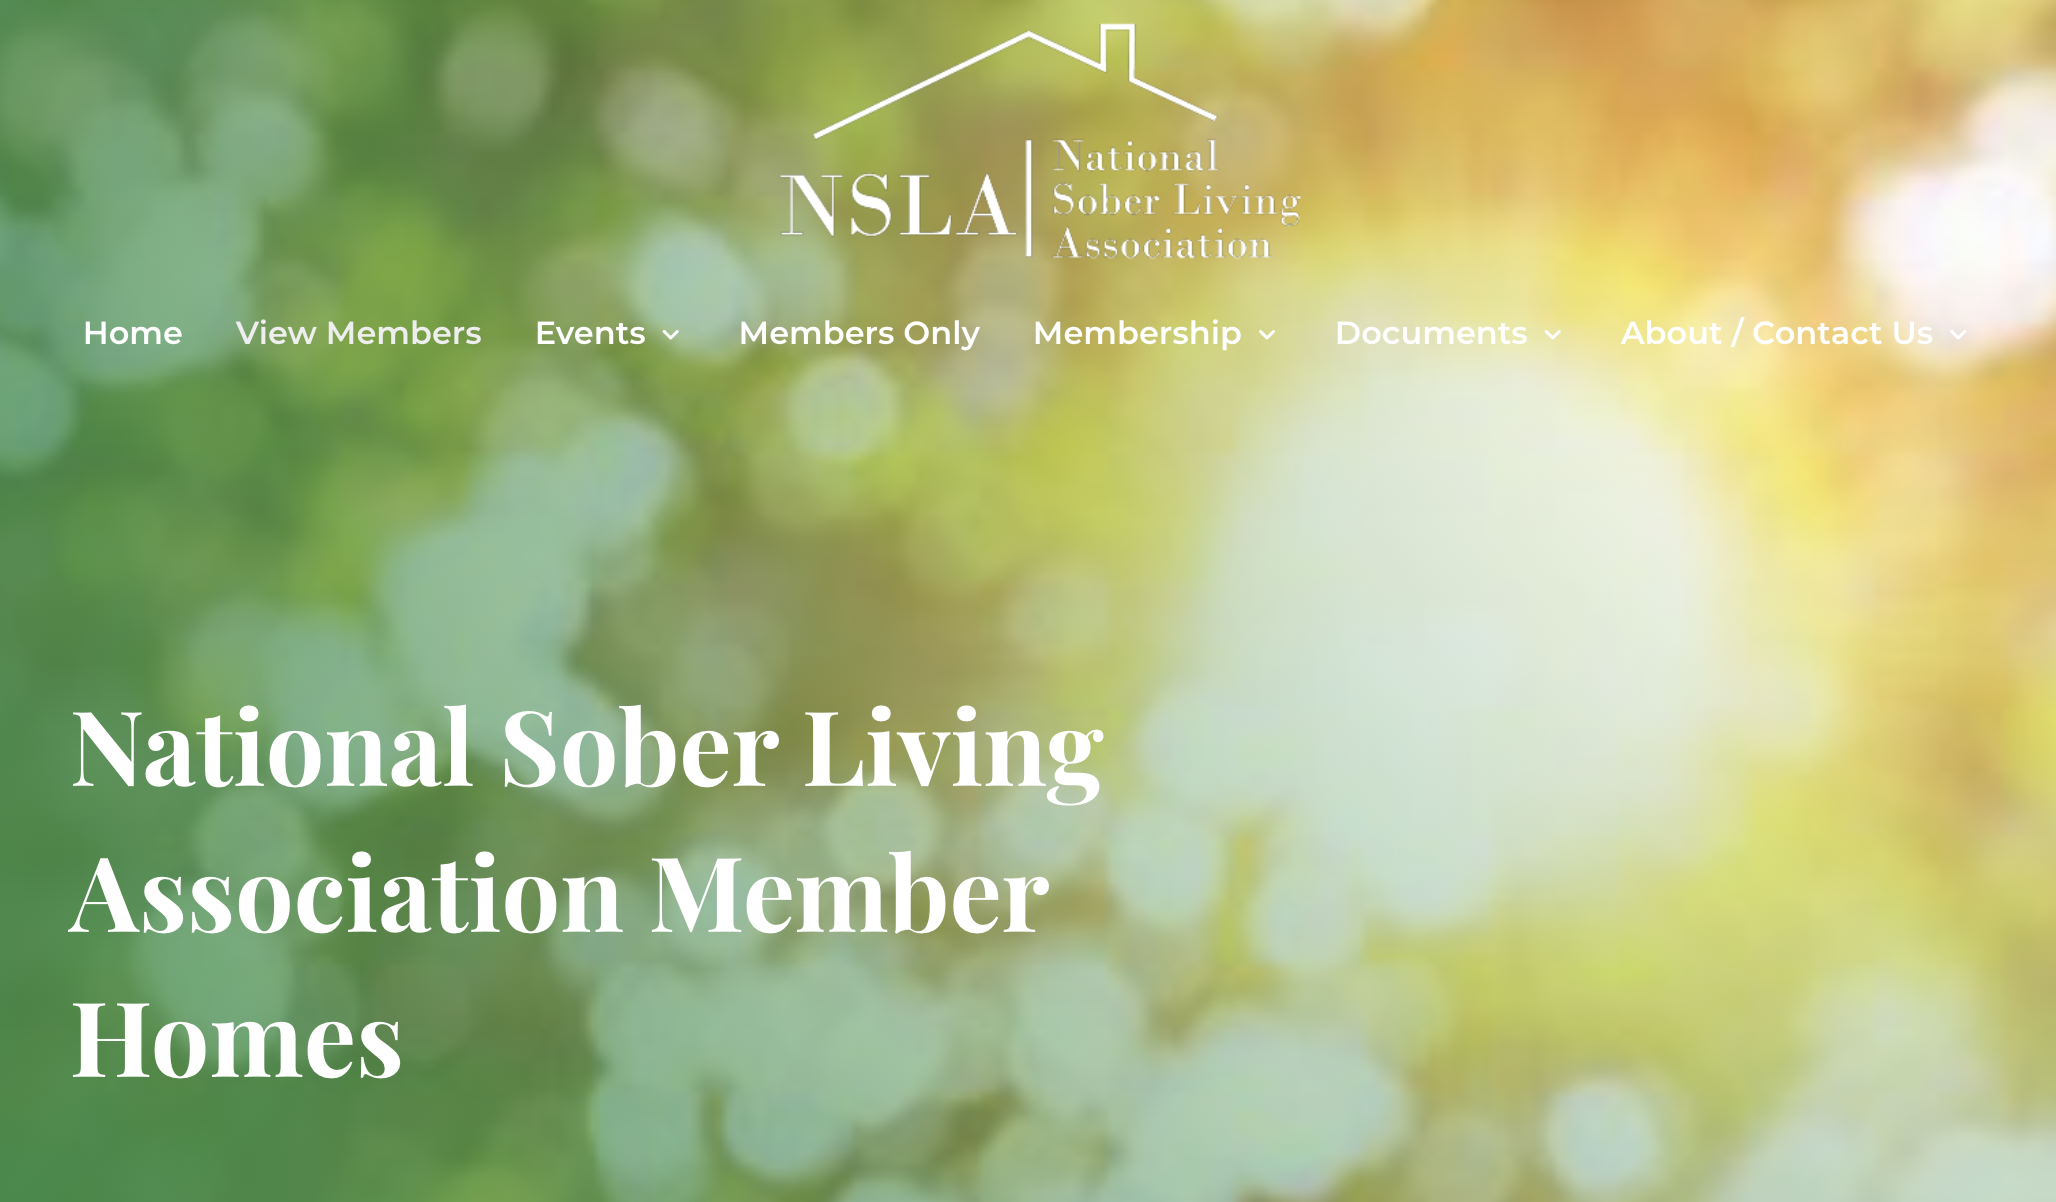 NSLA
National
Sober Living
Association
Home View Members Events Members Only Membership Documents About / Contact Us
National Sober Living
Association Member
Homes